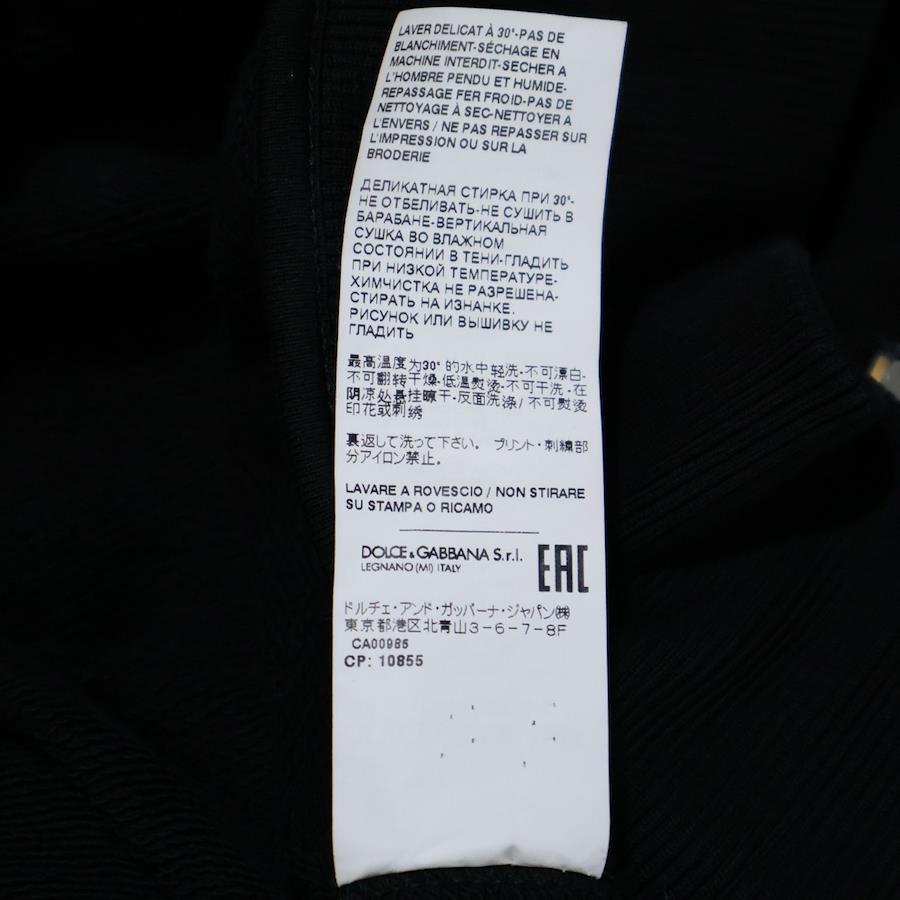 LAVER DELICAT À 30°-PAS DE
BLANCHIMENT-SÉCHAGE EN
MACHINE INTERDIT-SECHER A
L'HOMBRE PENDU ET HUMIDE-
REPASSAGE FER FROID-PAS DE
NETTOYAGE À SEC-NETTOYER A
L'ENVERS / NE PAS REPASSER SUR
L'IMPRESSION OU SUR LA
BRODERIE
ДЕЛИКАТНАЯ СТИРКА ПРИ 30°-
НЕ ОТБЕЛИВАТЬ-НЕ СУШИТЬ В
БАРАБАНЕ-ВЕРТИКАЛЬНАЯ
СУШКА ВО ВЛАЖНОМ
СОСТОЯНИИ В ТЕНИ-ГЛАДИТЬ
ПРИ НИЗКОЙ ТЕМПЕРАТУРЕ-
ХИМЧИСТКА НЕ РАЗРЕШЕНА-
СТИРАТЬ НА ИЗНАНКЕ.
РИСУНОК ИЛИ ВЫШИВКУ НЕ
ГЛАДИТЬ
最高温度为30° 的水中轻洗-不可漂白-
不可翻转干燥-低温熨烫-不可干洗-在
阴凉处悬挂晾干-反面洗涤/ 不可熨烫
印花或刺绣
裏返して洗って下さい。 プリント・刺繍部
分アイロン禁止。
LAVARE A ROVESCIO / NON STIRARE
SU STAMPA O RICAMO
DOLCE & GABBANA S.r.l.
LEGNANO (MI) ITALY
EAC
ドルチェ・アンド・ガッバーナ・ジャパン㈱
東京都港区北青山3-6-7-8F
CA00985
CP: 10855